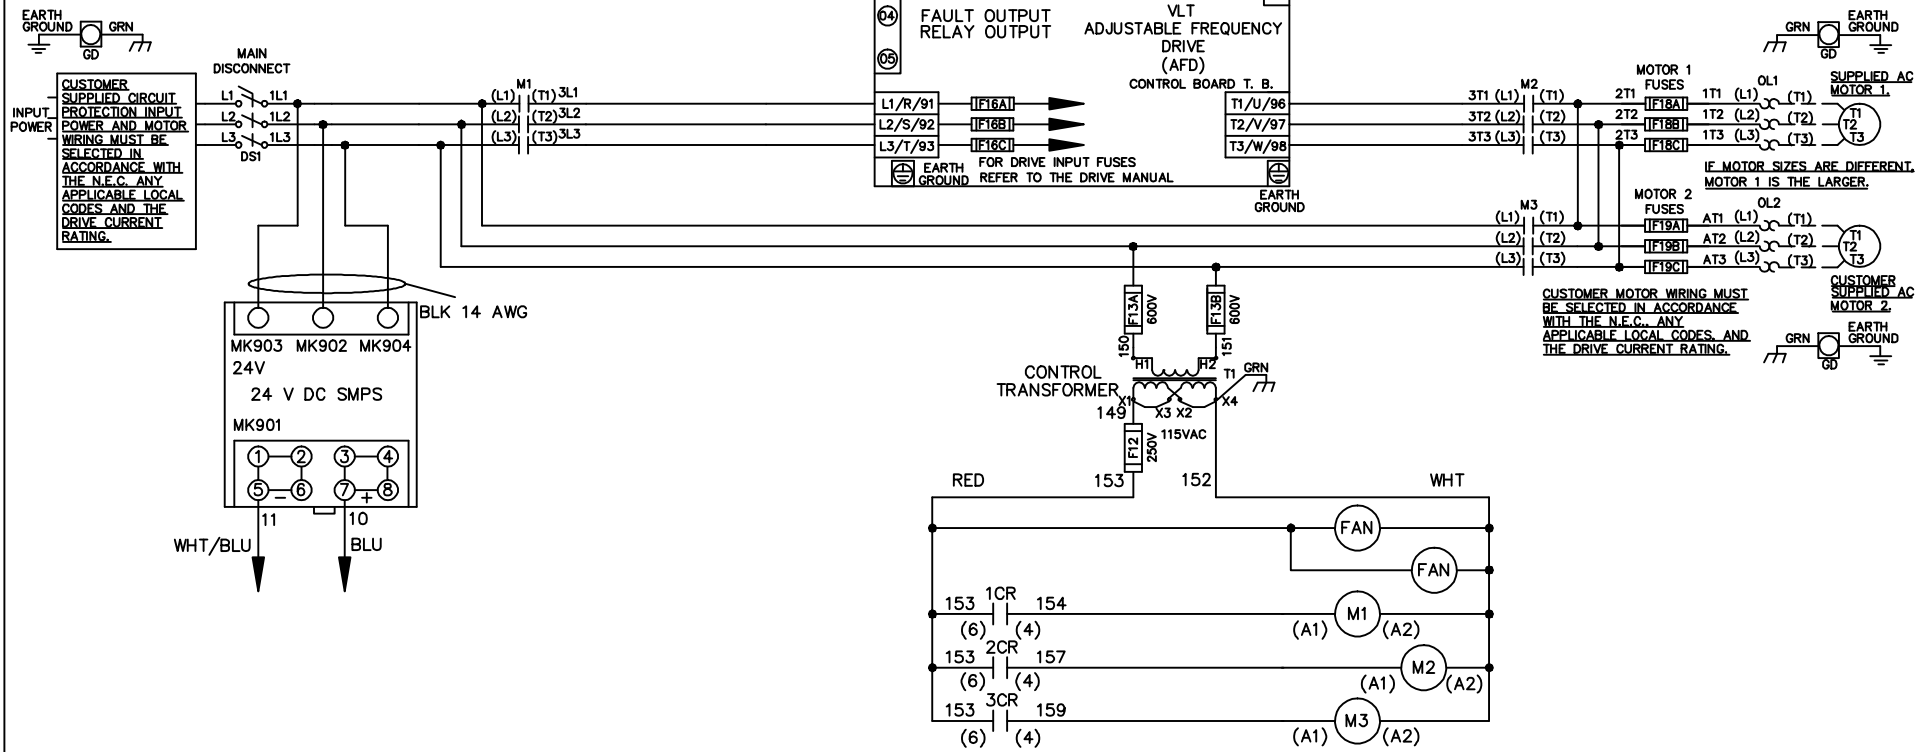 EARTH
GROUND
GRN
GD
MAIN
DISCONNECT
INPUT
POWER
CUSTOMER
SUPPLIED CIRCUIT
PROTECTION INPUT
POWER AND MOTOR
WIRING MUST BE
SELECTED IN
ACCORDANCE WITH
THE N.E.C. ANY
APPLICABLE LOCAL
CODES AND THE
DRIVE CURRENT
RATING.
L1 1L1
L2 1L2
L3 1L3
DS1
M1
(L1) (T1) 3L1
(L2) (T2) 3L2
(L3) (T3) 3L3
04
05
FAULT OUTPUT
RELAY OUTPUT
VLT
ADJUSTABLE FREQUENCY
DRIVE
(AFD)
CONTROL BOARD T. B.
L1/R/91 F16A T1/U/96
L2/S/92 F16B T2/V/97
L3/T/93 F16C T3/W/98
EARTH
GROUND
FOR DRIVE INPUT FUSES
REFER TO THE DRIVE MANUAL
EARTH
GROUND
GRN
GD
EARTH
GROUND
M2
MOTOR 1
FUSES
OL1
SUPPLIED AC
MOTOR 1.
3T1 (L1) (T1) 2T1 F18A 1T1 (L1) (T1) T1
3T2 (L2) (T2) 2T2 F18B 1T2 (L2) (T2) T2
3T3 (L3) (T3) 2T3 F18C 1T3 (L3) (T3) T3
IF MOTOR SIZES ARE DIFFERENT,
MOTOR 1 IS THE LARGER.
M3
MOTOR 2
FUSES
OL2
(L1) (T1) F19A AT1 (L1) (T1) T1
(L2) (T2) F19B AT2 (L2) (T2) T2
(L3) (T3) F19C AT3 (L3) (T3) T3
CUSTOMER
SUPPLIED AC
MOTOR 2.
CUSTOMER MOTOR WIRING MUST
BE SELECTED IN ACCORDANCE
WITH THE N.E.C., ANY
APPLICABLE LOCAL CODES, AND
THE DRIVE CURRENT RATING.
GRN
GD
EARTH
GROUND
BLK 14 AWG
MK903 MK902 MK904
24V
24 V DC SMPS
MK901
1 2 3 4
5 - 6 7 + 8
11 10
WHT/BLU BLU
F13A 600V F13B 600V
150 151
H1 H2
CONTROL
TRANSFORMER
T1 GRN
X1 X3 X2 X4
149
115VAC
F12 250V
RED 153 152 WHT
FAN
FAN
1CR
153 154 M1
(6) (4) (A1) (A2)
2CR
153 157 M2
(6) (4) (A1) (A2)
3CR
153 159 M3
(6) (4) (A1) (A2)